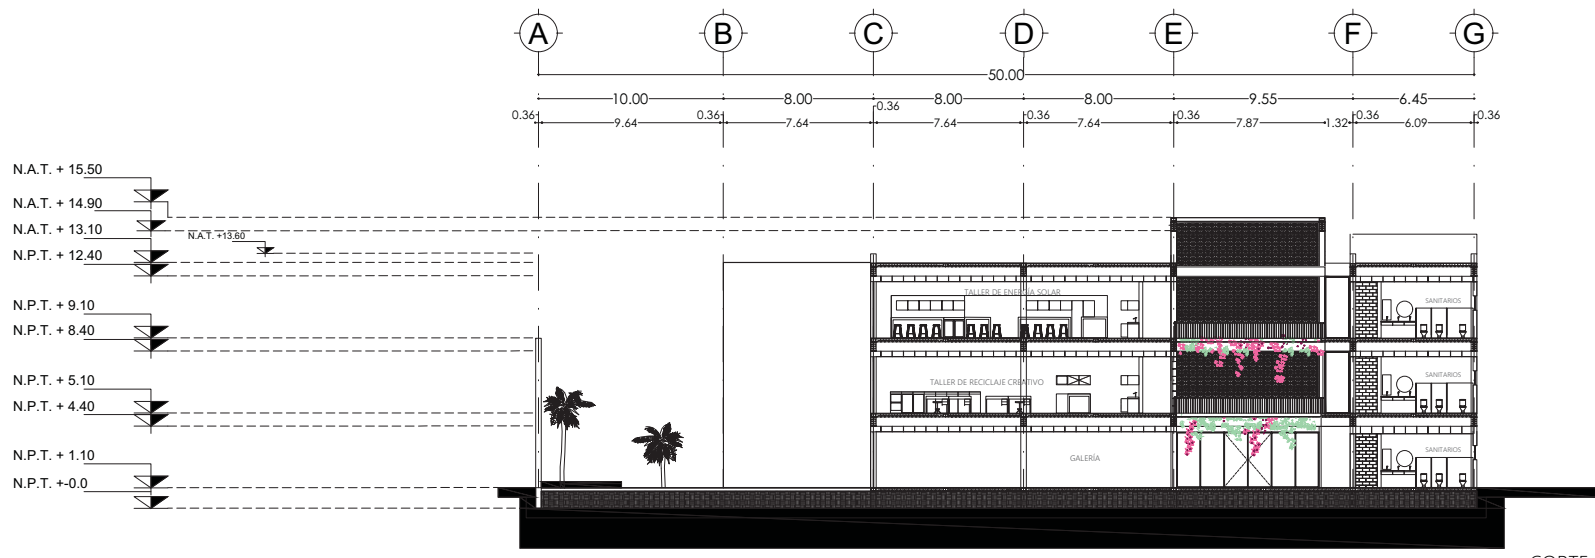 A B C D E F G
50.00
10.00 8.00 8.00 8.00 9.55 6.45
0.36 9.64 0.36 7.64 0.36 7.64 0.36 7.64 0.36 7.87 1.32 0.36 6.09 0.36
N.A.T. + 15.50
N.A.T. + 14.90
N.A.T. + 13.10
N.A.T. +13.60
N.P.T. + 12.40
TALLER DE ENERGÍA SOLAR
SANITARIOS
N.P.T. + 9.10
N.P.T. + 8.40
TALLER DE RECICLAJE CREATIVO
SANITARIOS
N.P.T. + 5.10
N.P.T. + 4.40
GALERÍA
SANITARIOS
N.P.T. + 1.10
N.P.T. +-0.0